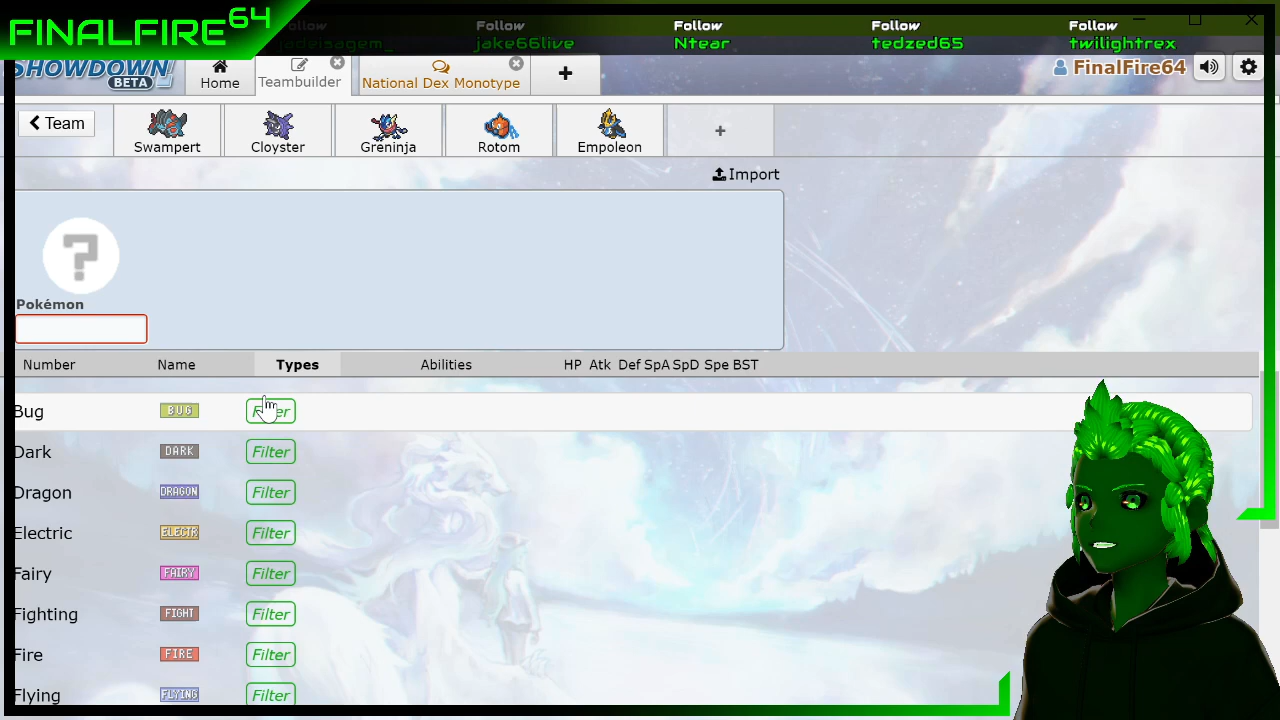 FINALFIRE64
Follow
Follow
Follow
Follow
Follow
jadeisagem_
jake66live
Ntear
tedzed65
twilightrex
SHOWDOWN
BETA
Home
Teambuilder
National Dex Monotype
+
FinalFire64
Team
Swampert
Cloyster
Greninja
Rotom
Empoleon
+
Import
?
Pokémon
Number Name Types Abilities HP Atk Def SpA SpD Spe BST
Bug BUG Filter
Dark DARK Filter
Dragon DRAGON Filter
Electric ELECTR Filter
Fairy FAIRY Filter
Fighting FIGHT Filter
Fire FIRE Filter
Flying FLYING Filter